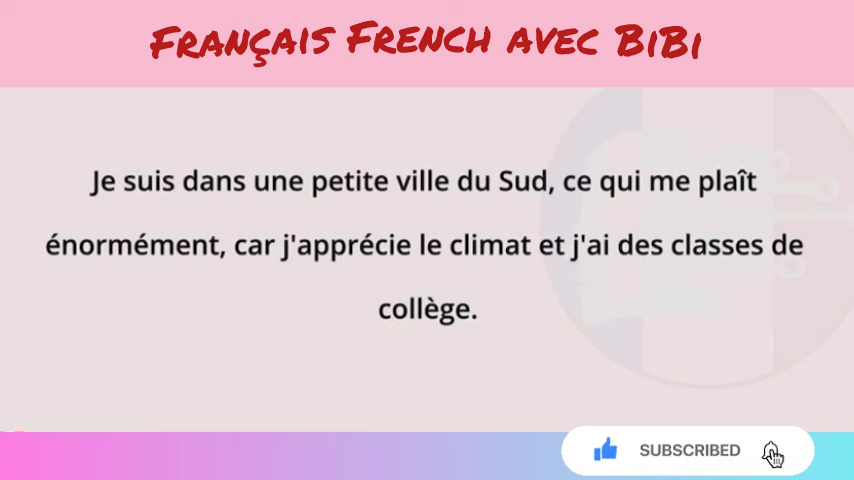 Français French avec BiBi
Je suis dans une petite ville du Sud, ce qui me plaît
énormément, car j'apprécie le climat et j'ai des classes de
collège.
SUBSCRIBED